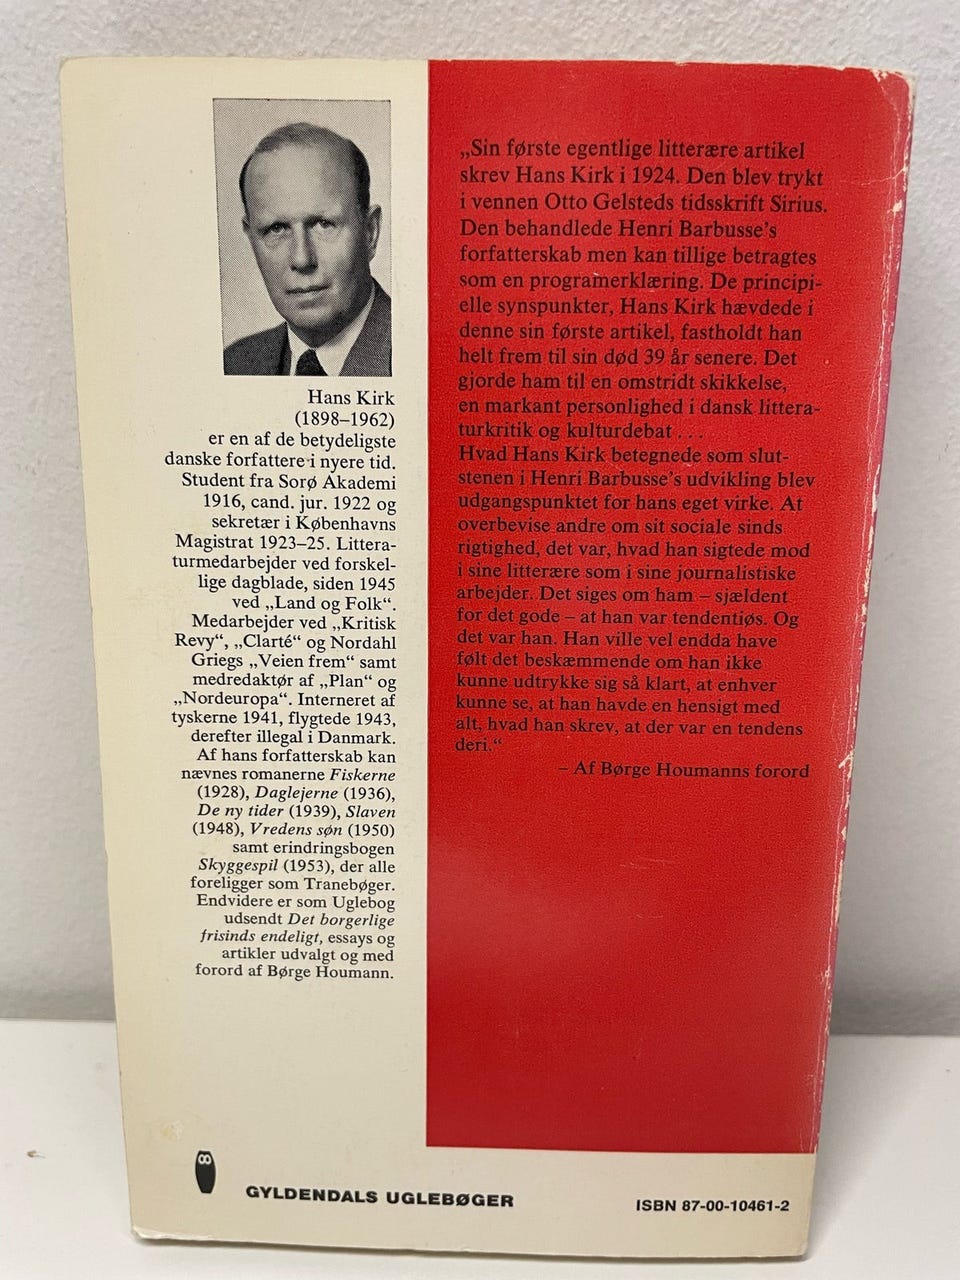 Hans Kirk
(1898–1962)
er en af de betydeligste
danske forfattere i nyere tid.
Student fra Sorø Akademi
1916, cand. jur. 1922 og
sekretær i Københavns
Magistrat 1923–25. Littera-
turmedarbejder ved forskel-
lige dagblade, siden 1945
ved „Land og Folk“.
Medarbejder ved „Kritisk
Revy“, „Clarté“ og Nordahl
Griegs „Veien frem“ samt
medredaktør af „Plan“ og
„Nordeuropa“. Interneret af
tyskerne 1941, flygtede 1943,
derefter illegal i Danmark.
Af hans forfatterskab kan
nævnes romanerne Fiskerne
(1928), Daglejerne (1936),
De ny tider (1939), Slaven
(1948), Vredens søn (1950)
samt erindringsbogen
Skyggespil (1953), der alle
foreligger som Tranebøger.
Endvidere er som Uglebog
udsendt Det borgerlige
frisinds endeligt, essays og
artikler udvalgt og med
forord af Børge Houmann.
„Sin første egentlige litterære artikel
skrev Hans Kirk i 1924. Den blev trykt
i vennen Otto Gelsteds tidsskrift Sirius.
Den behandlede Henri Barbusse's
forfatterskab men kan tillige betragtes
som en programerklæring. De principi-
elle synspunkter, Hans Kirk hævdede i
denne sin første artikel, fastholdt han
helt frem til sin død 39 år senere. Det
gjorde ham til en omstridt skikkelse,
en markant personlighed i dansk littera-
turkritik og kulturdebat . . .
Hvad Hans Kirk betegnede som slut-
stenen i Henri Barbusse's udvikling blev
udgangspunktet for hans eget virke. At
overbevise andre om sit sociale sinds
rigtighed, det var, hvad han sigtede mod
i sine litterære som i sine journalistiske
arbejder. Det siges om ham – sjældent
for det gode – at han var tendentiøs. Og
det var han. Han ville vel endda have
følt det beskæmmende om han ikke
kunne udtrykke sig så klart, at enhver
kunne se, at han havde en hensigt med
alt, hvad han skrev, at der var en tendens
deri.“
– Af Børge Houmanns forord
GYLDENDALS UGLEBØGER
ISBN 87-00-10461-2